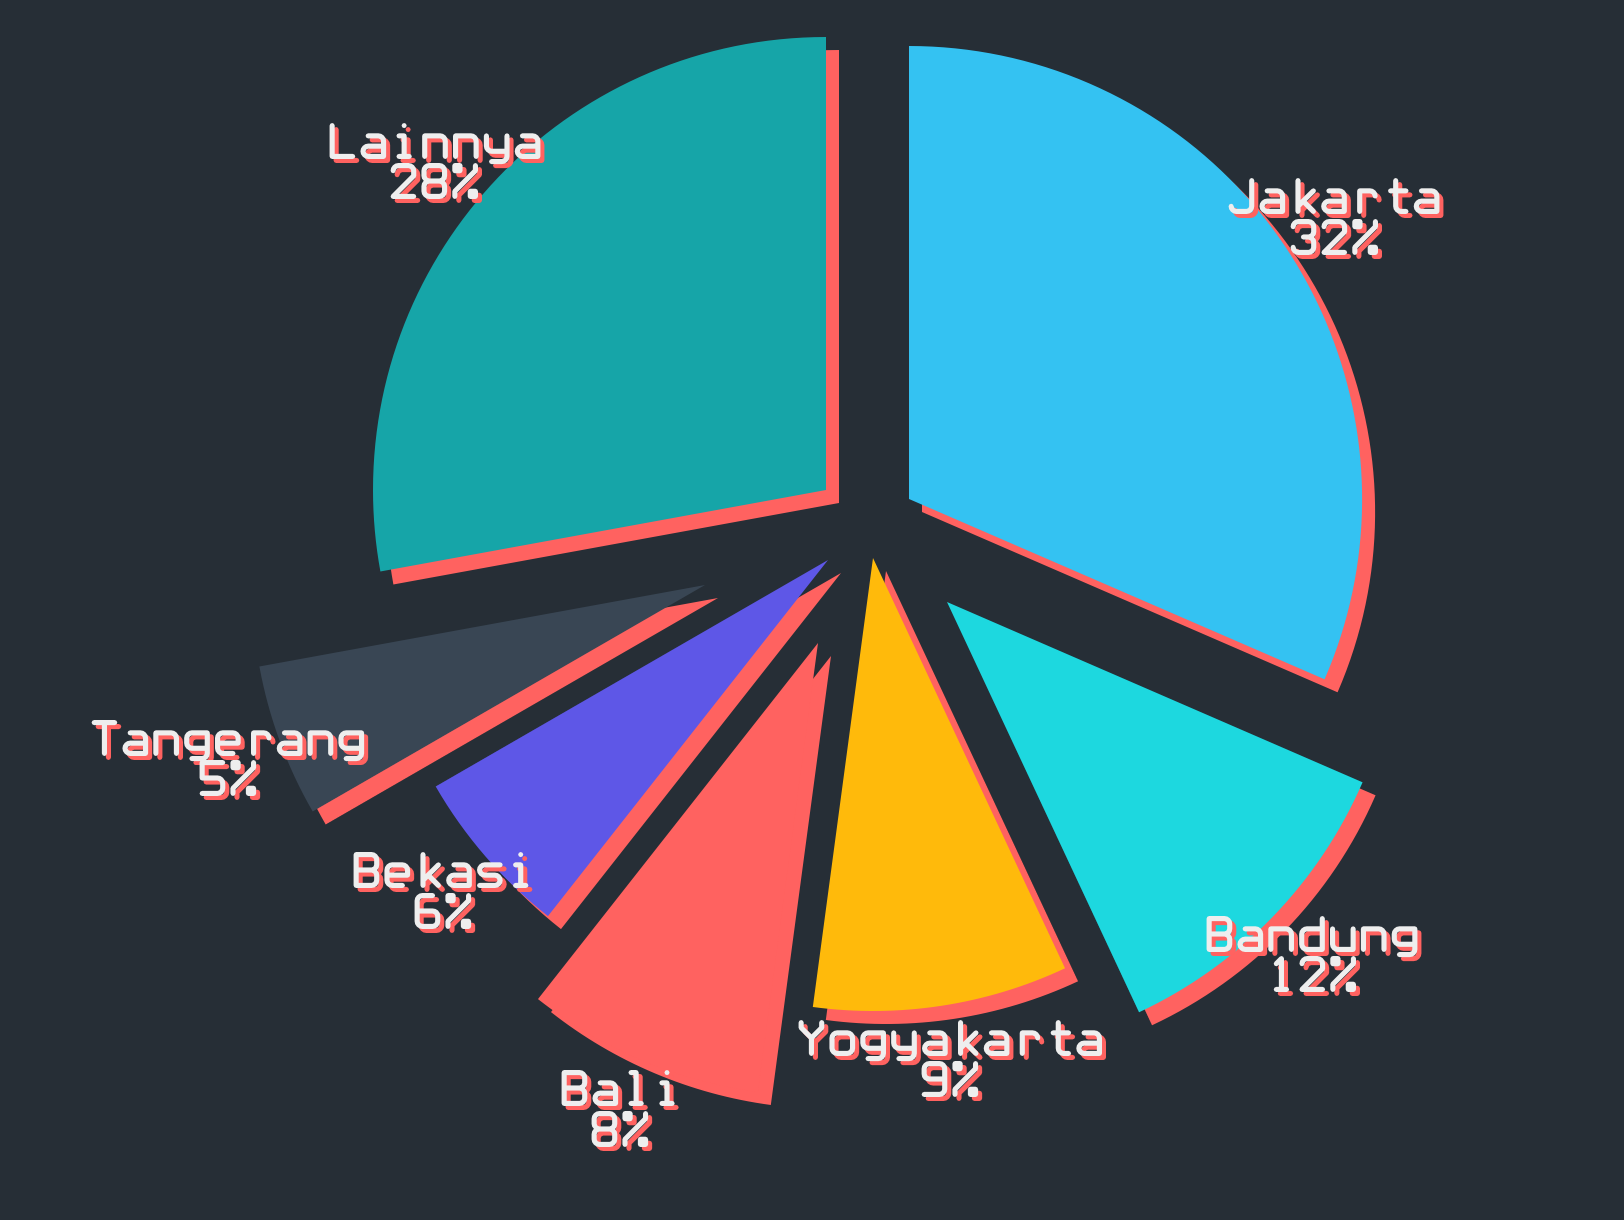 Lainnya
28%
Jakarta
32%
Tangerang
5%
Bekasi
6%
Bandung
12%
Yogyakarta
9%
Bali
8%